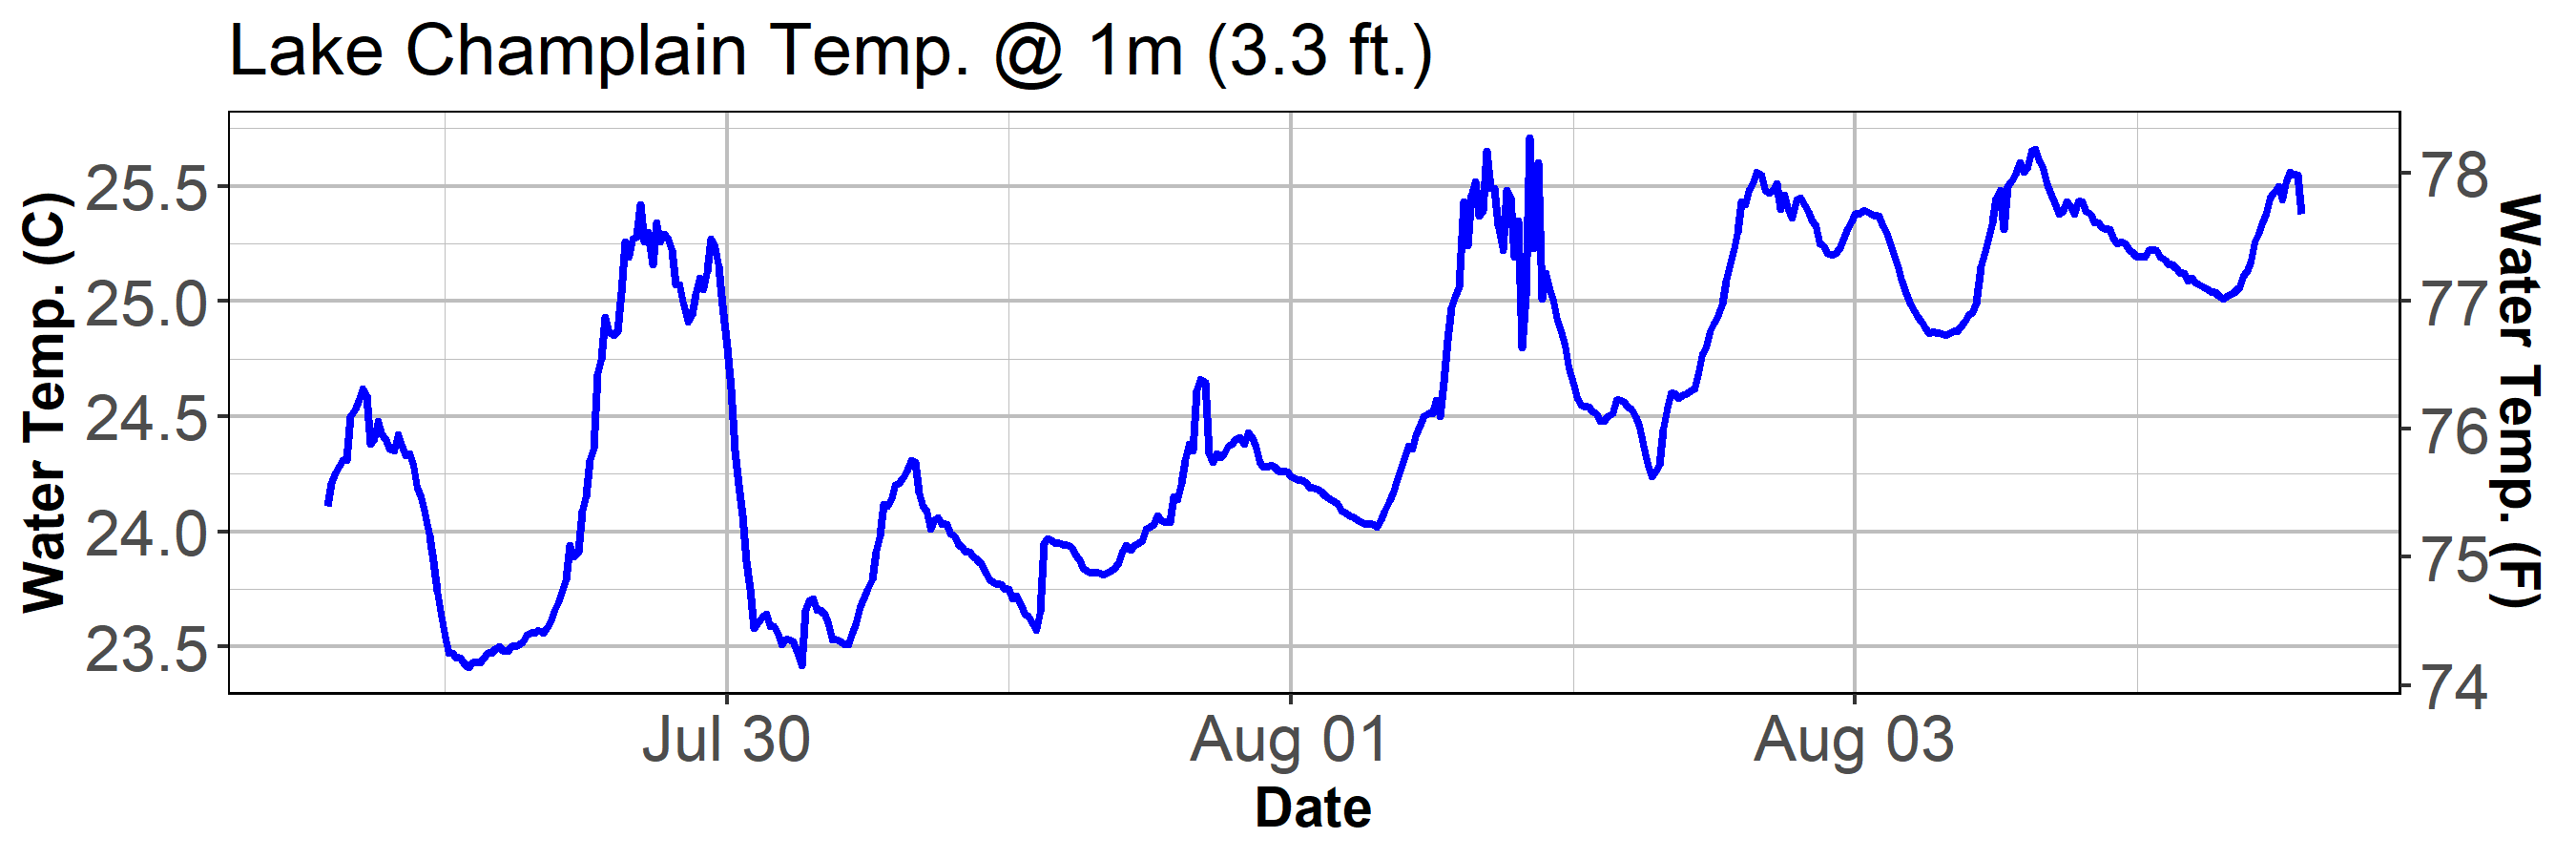 Lake Champlain Temp. @ 1m (3.3 ft.)
Water Temp. (C)
25.5
25.0
24.5
24.0
23.5
78
77
76
75
74
Water Temp. (F)
Jul 30
Aug 01
Aug 03
Date